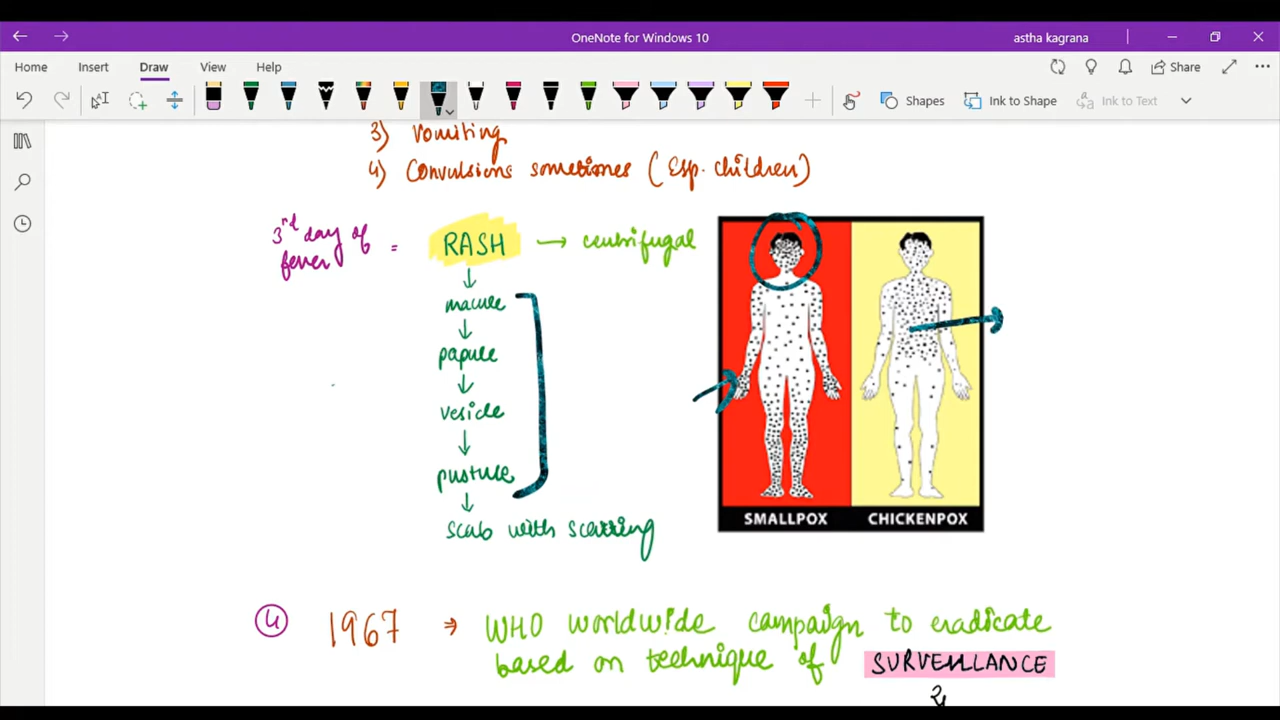 OneNote for Windows 10
astha kagrana
Home Insert Draw View Help
Share
Shapes Ink to Shape Ink to Text
3) Vomiting
4) Convulsions sometimes ( Esp. children)
3rd day of fever = RASH → centrifugal
↓
macule
↓
papule
↓
vesicle
↓
pustule
↓
scab with scarring
SMALLPOX CHICKENPOX
4 1967 → WHO worldwide campaign to eradicate
based on technique of SURVEILLANCE
&